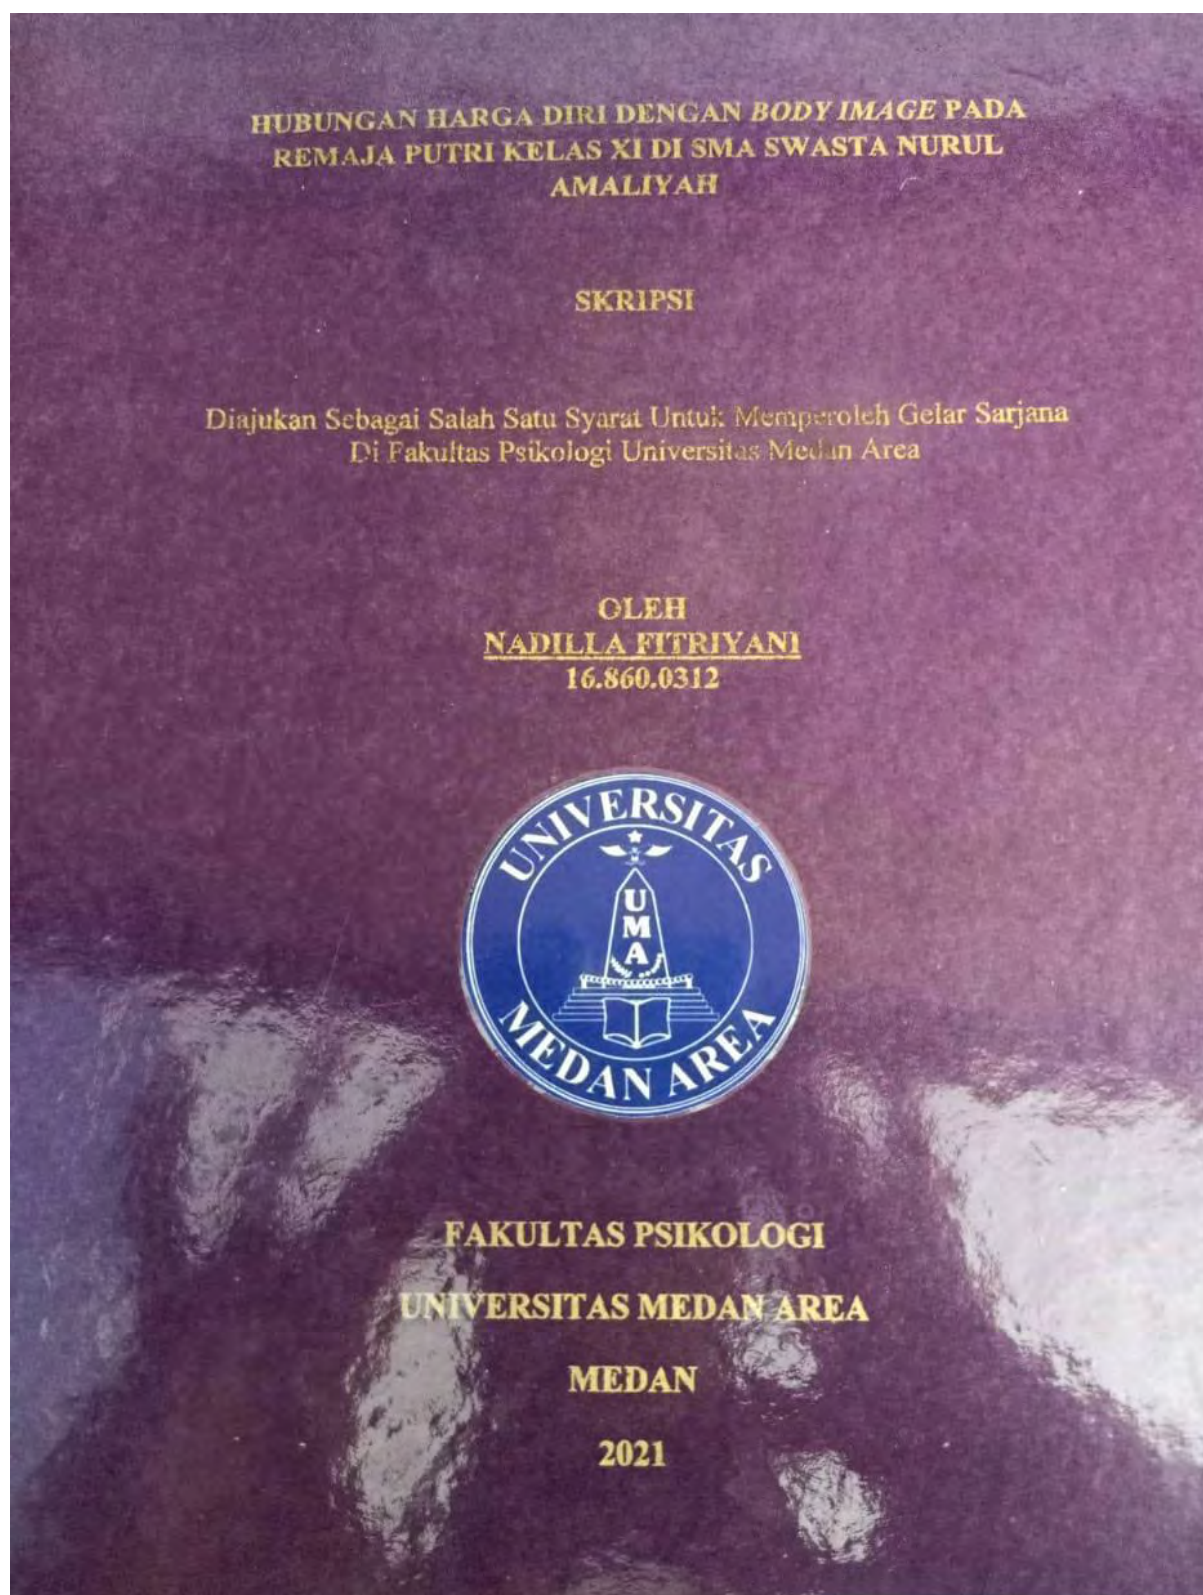 HUBUNGAN HARGA DIRI DENGAN BODY IMAGE PADA
REMAJA PUTRI KELAS XI DI SMA SWASTA NURUL
AMALIYAH
SKRIPSI
Diajukan Sebagai Salah Satu Syarat Untuk Memperoleh Gelar Sarjana
Di Fakultas Psikologi Universitas Medan Area
OLEH
NADILLA FITRIYANI
16.860.0312
UNIVERSITAS
UMA
MEDAN AREA
FAKULTAS PSIKOLOGI
UNIVERSITAS MEDAN AREA
MEDAN
2021